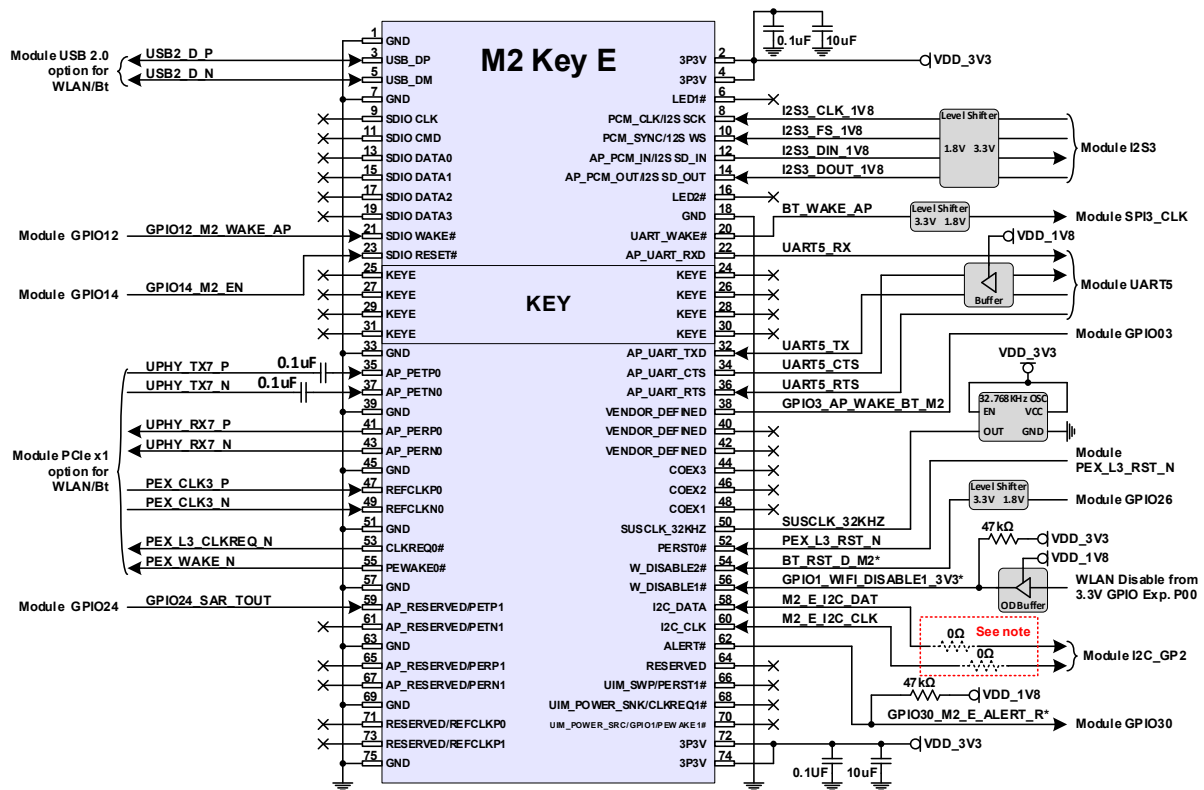 M2 Key E
KEY
Module USB 2.0
option for
WLAN/Bt
USB2_D_P
USB2_D_N
Module GPIO12
GPIO12_M2_WAKE_AP
Module GPIO14
GPIO14_M2_EN
UPHY_TX7_P
0.1uF
UPHY_TX7_N
0.1uF
UPHY_RX7_P
UPHY_RX7_N
Module PCIe x1
option for
WLAN/Bt
PEX_CLK3_P
PEX_CLK3_N
PEX_L3_CLKREQ_N
PEX_WAKE_N
Module GPIO24
GPIO24_SAR_TOUT
1 GND
3 USB_DP
5 USB_DM
7 GND
9 SDIO CLK
11 SDIO CMD
13 SDIO DATA0
15 SDIO DATA1
17 SDIO DATA2
19 SDIO DATA3
21 SDIO WAKE#
23 SDIO RESET#
25 KEYE
27 KEYE
29 KEYE
31 KEYE
33 GND
35 AP_PETP0
37 AP_PETN0
39 GND
41 AP_PERP0
43 AP_PERN0
45 GND
47 REFCLKP0
49 REFCLKN0
51 GND
53 CLKREQ0#
55 PEWAKE0#
57 GND
59 AP_RESERVED/PETP1
61 AP_RESERVED/PETN1
63 GND
65 AP_RESERVED/PERP1
67 AP_RESERVED/PERN1
69 GND
71 RESERVED/REFCLKP0
73 RESERVED/REFCLKP1
75 GND
3P3V 2
3P3V 4
LED1# 6
PCM_CLK/I2S SCK 8
PCM_SYNC/I2S WS 10
AP_PCM_IN/I2S SD_IN 12
AP_PCM_OUT/I2S SD_OUT 14
LED2# 16
GND 18
UART_WAKE# 20
AP_UART_RXD 22
KEYE 24
KEYE 26
KEYE 28
KEYE 30
AP_UART_TXD 32
AP_UART_CTS 34
AP_UART_RTS 36
VENDOR_DEFINED 38
VENDOR_DEFINED 40
VENDOR_DEFINED 42
COEX3 44
COEX2 46
COEX1 48
SUSCLK_32KHZ 50
PERST0# 52
W_DISABLE2# 54
W_DISABLE1# 56
I2C_DATA 58
I2C_CLK 60
ALERT# 62
RESERVED 64
UIM_SWP/PERST1# 66
UIM_POWER_SNK/CLKREQ1# 68
UIM_POWER_SRC/GPIO1/PEWAKE1# 70
3P3V 72
3P3V 74
0.1uF
10uF
VDD_3V3
I2S3_CLK_1V8
I2S3_FS_1V8
I2S3_DIN_1V8
I2S3_DOUT_1V8
Level Shifter
1.8V 3.3V
Module I2S3
BT_WAKE_AP
Level Shifter
3.3V 1.8V
Module SPI3_CLK
VDD_1V8
UART5_RX
Buffer
Module UART5
UART5_TX
UART5_CTS
UART5_RTS
GPIO3_AP_WAKE_BT_M2
Module GPIO03
VDD_3V3
32.768KHz OSC
EN VCC
OUT GND
Module
PEX_L3_RST_N
Level Shifter
3.3V 1.8V
Module GPIO26
SUSCLK_32KHZ
PEX_L3_RST_N
BT_RST_D_M2*
GPIO1_WIFI_DISABLE1_3V3*
47kΩ
VDD_3V3
VDD_1V8
OD Buffer
WLAN Disable from
3.3V GPIO Exp. P00
M2_E_I2C_DAT
M2_E_I2C_CLK
0Ω
See note
0Ω
Module I2C_GP2
47kΩ
VDD_1V8
GPIO30_M2_E_ALERT_R*
Module GPIO30
VDD_3V3
0.1UF
10uF